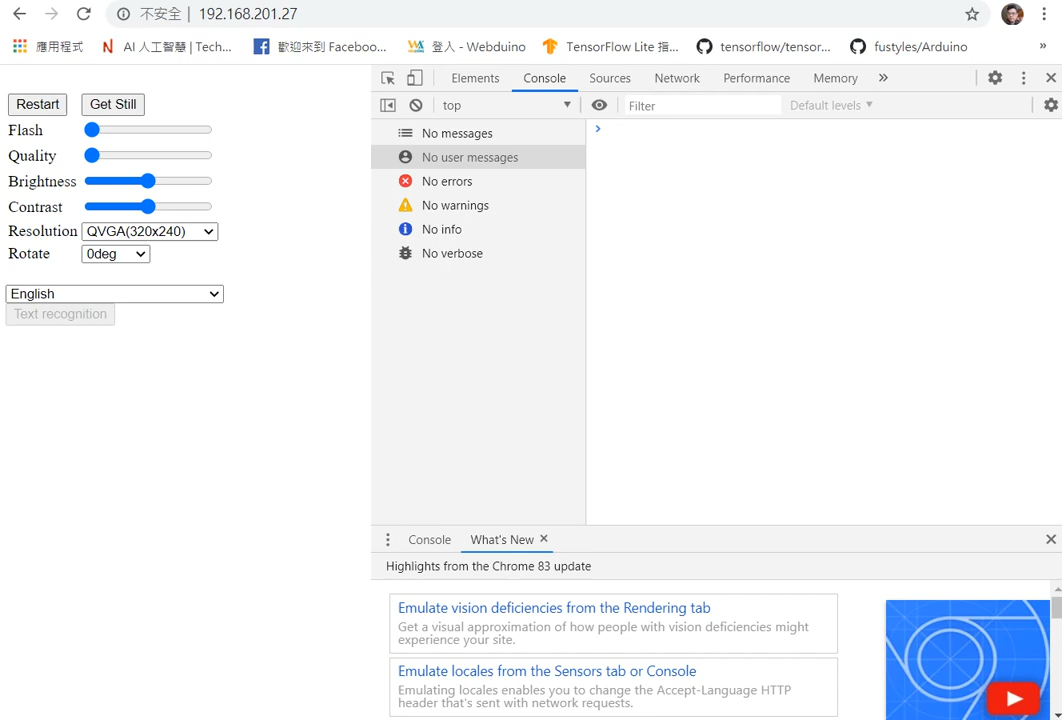 不安全 | 192.168.201.27
應用程式 AI 人工智慧 | Tech... 歡迎來到 Faceboo... 登入 - Webduino TensorFlow Lite 指... tensorflow/tensor... fustyles/Arduino »
Elements Console Sources Network Performance Memory »
Restart Get Still
top Filter Default levels
Flash
No messages
Quality
No user messages
Brightness
No errors
Contrast
No warnings
Resolution QVGA(320x240)
No info
Rotate 0deg
No verbose
English
Text recognition
Console What's New
Highlights from the Chrome 83 update
Emulate vision deficiencies from the Rendering tab
Get a visual approximation of how people with vision deficiencies might
experience your site.
Emulate locales from the Sensors tab or Console
Emulating locales enables you to change the Accept-Language HTTP
header that's sent with network requests.